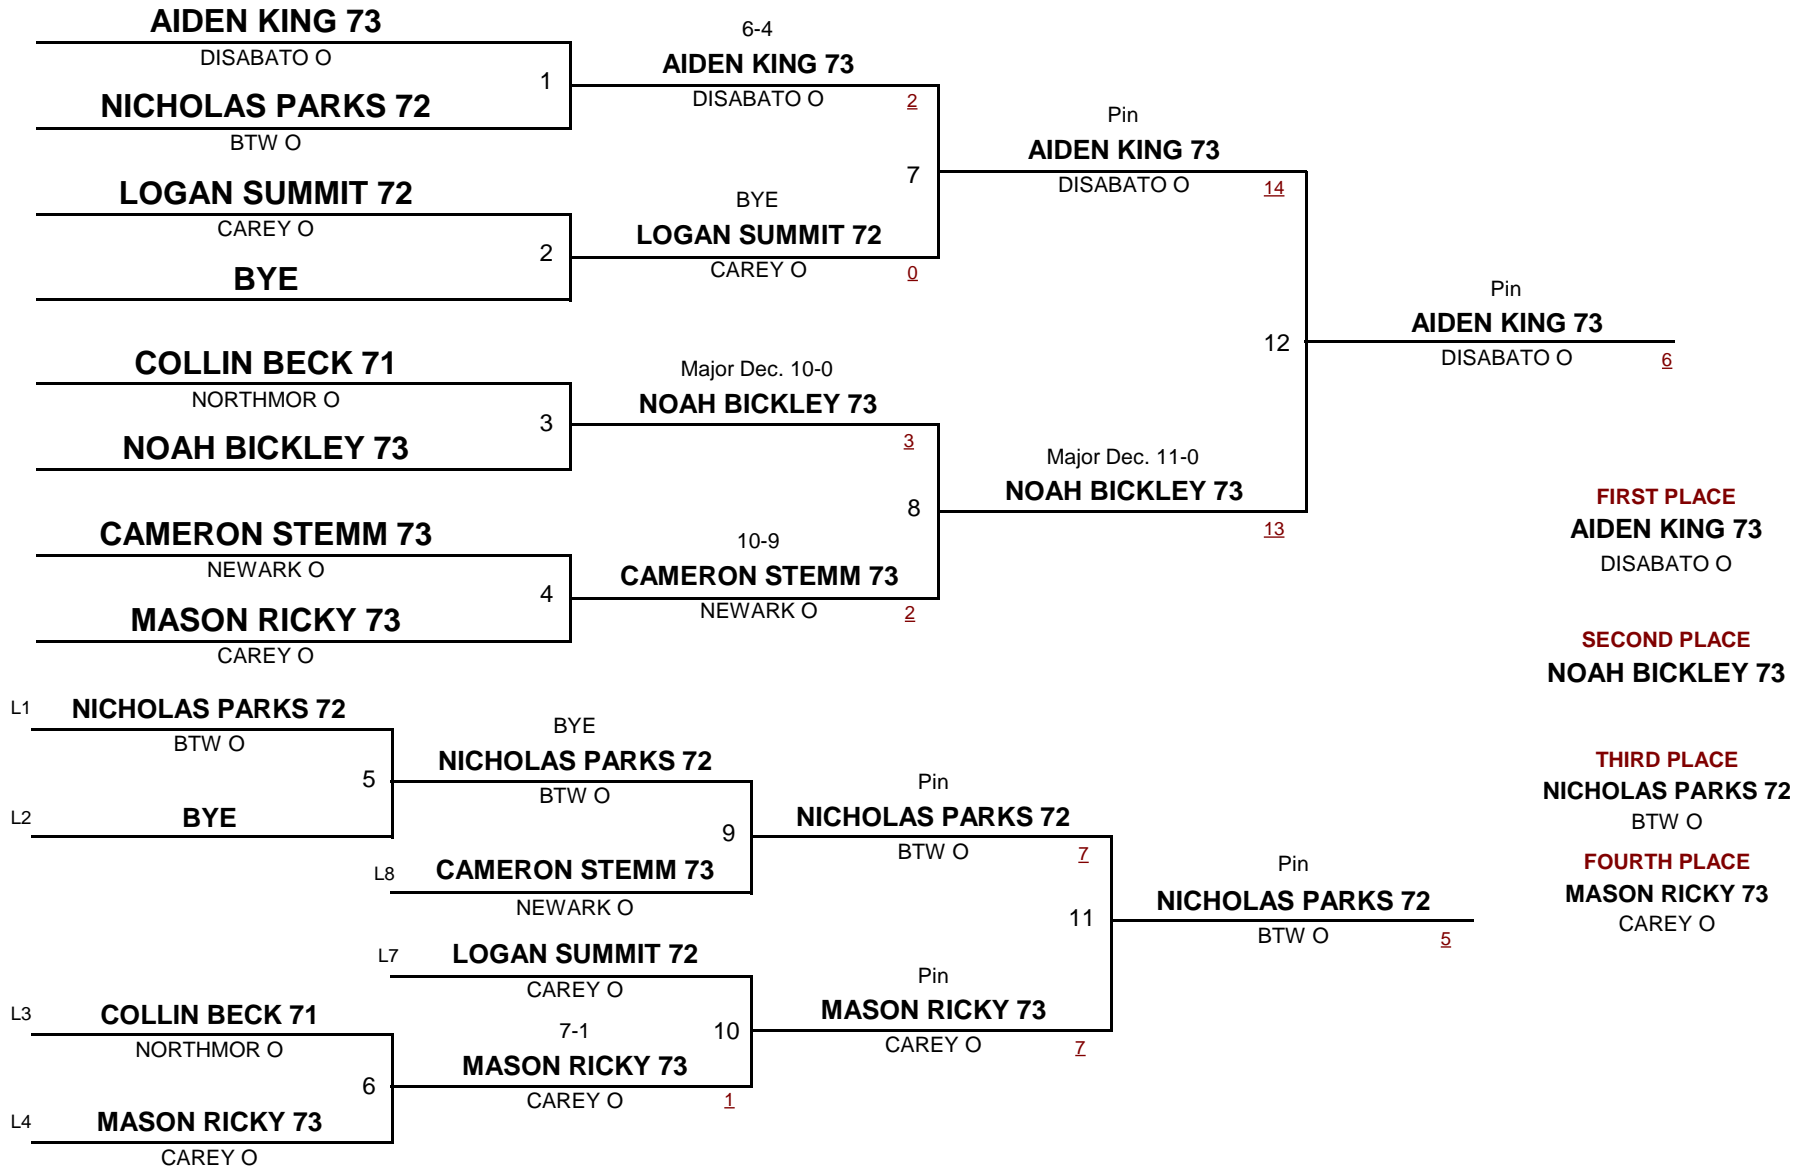 AIDEN KING 73
DISABATO O
1
NICHOLAS PARKS 72
BTW O
LOGAN SUMMIT 72
CAREY O
2
BYE
COLLIN BECK 71
NORTHMOR O
3
NOAH BICKLEY 73
CAMERON STEMM 73
NEWARK O
4
MASON RICKY 73
CAREY O
6-4
AIDEN KING 73
DISABATO O
2
7
BYE
LOGAN SUMMIT 72
CAREY O
0
Major Dec. 10-0
NOAH BICKLEY 73
3
8
10-9
CAMERON STEMM 73
NEWARK O
2
Pin
AIDEN KING 73
DISABATO O
14
12
Major Dec. 11-0
NOAH BICKLEY 73
13
Pin
AIDEN KING 73
DISABATO O
6
FIRST PLACE
AIDEN KING 73
DISABATO O
SECOND PLACE
NOAH BICKLEY 73
THIRD PLACE
NICHOLAS PARKS 72
BTW O
FOURTH PLACE
MASON RICKY 73
CAREY O
L1
NICHOLAS PARKS 72
BTW O
5
L2
BYE
BYE
NICHOLAS PARKS 72
BTW O
9
L8
CAMERON STEMM 73
NEWARK O
L7
LOGAN SUMMIT 72
CAREY O
10
L3
COLLIN BECK 71
NORTHMOR O
6
L4
MASON RICKY 73
CAREY O
7-1
MASON RICKY 73
CAREY O
1
Pin
NICHOLAS PARKS 72
BTW O
7
11
Pin
MASON RICKY 73
CAREY O
7
Pin
NICHOLAS PARKS 72
BTW O
5